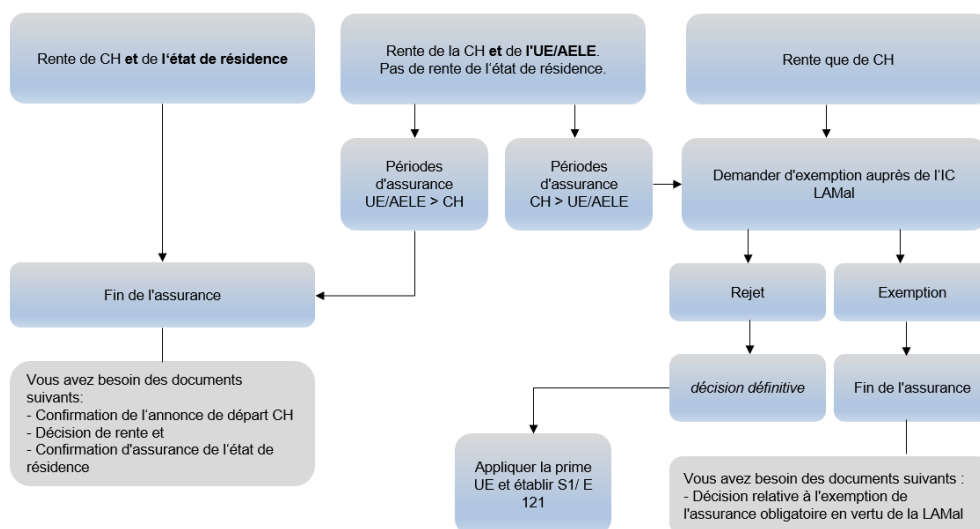 Rente de CH et de l'état de résidence
Rente de la CH et de l'UE/AELE.
Pas de rente de l'état de résidence.
Rente que de CH
Périodes
d'assurance
UE/AELE > CH
Périodes
d'assurance
CH > UE/AELE
Demander d'exemption auprès de l'IC
LAMal
Fin de l'assurance
Rejet
Exemption
Vous avez besoin des documents
suivants:
- Confirmation de l'annonce de départ CH
- Décision de rente et
- Confirmation d'assurance de l'état de
résidence
décision définitive
Fin de l'assurance
Appliquer la prime
UE et établir S1/ E
121
Vous avez besoin des documents suivants :
- Décision relative à l'exemption de
l'assurance obligatoire en vertu de la LAMal